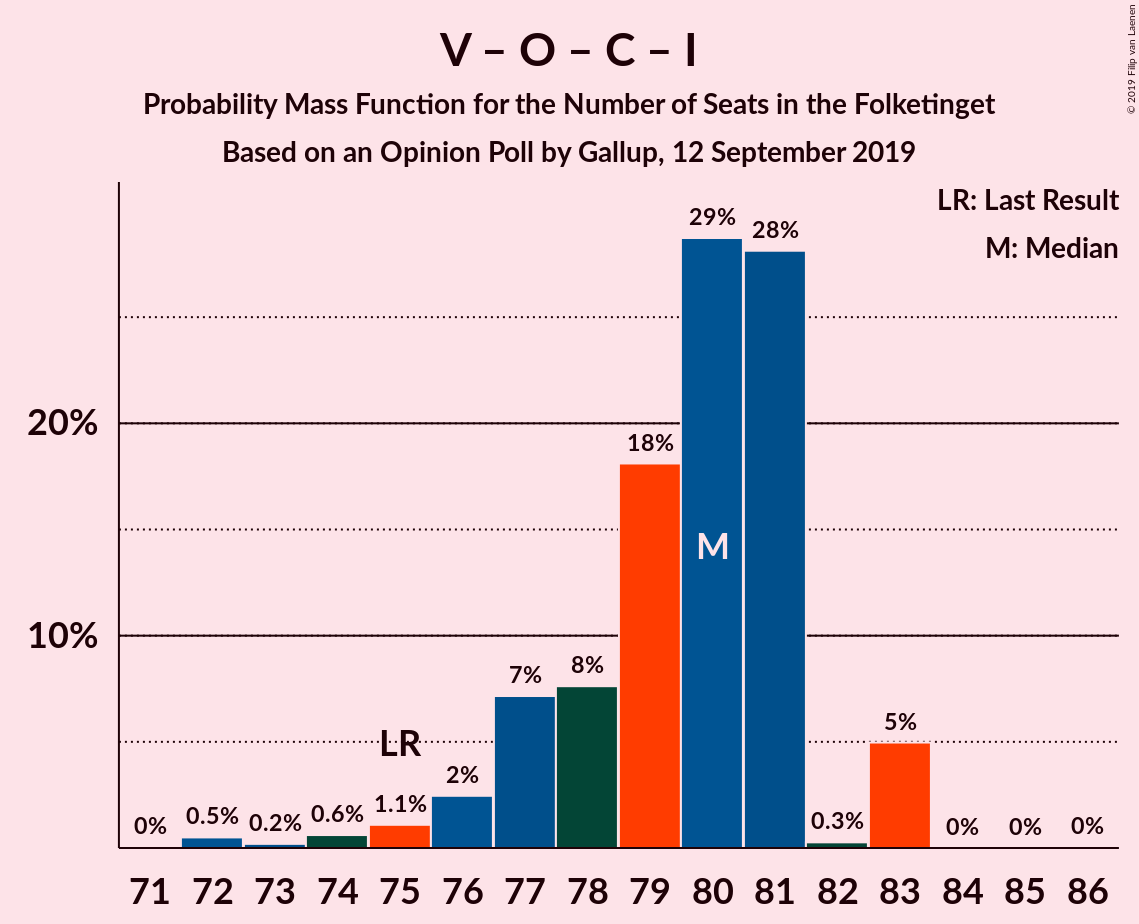 V – O – C – I
Probability Mass Function for the Number of Seats in the Folketinget
Based on an Opinion Poll by Gallup, 12 September 2019
© 2019 Filip van Laenen
LR: Last Result
M: Median
20%
10%
0%
0.5%
0.2%
0.6%
1.1%
LR
2%
7%
8%
18%
29%
M
28%
0.3%
5%
0%
0%
0%
71 72 73 74 75 76 77 78 79 80 81 82 83 84 85 86